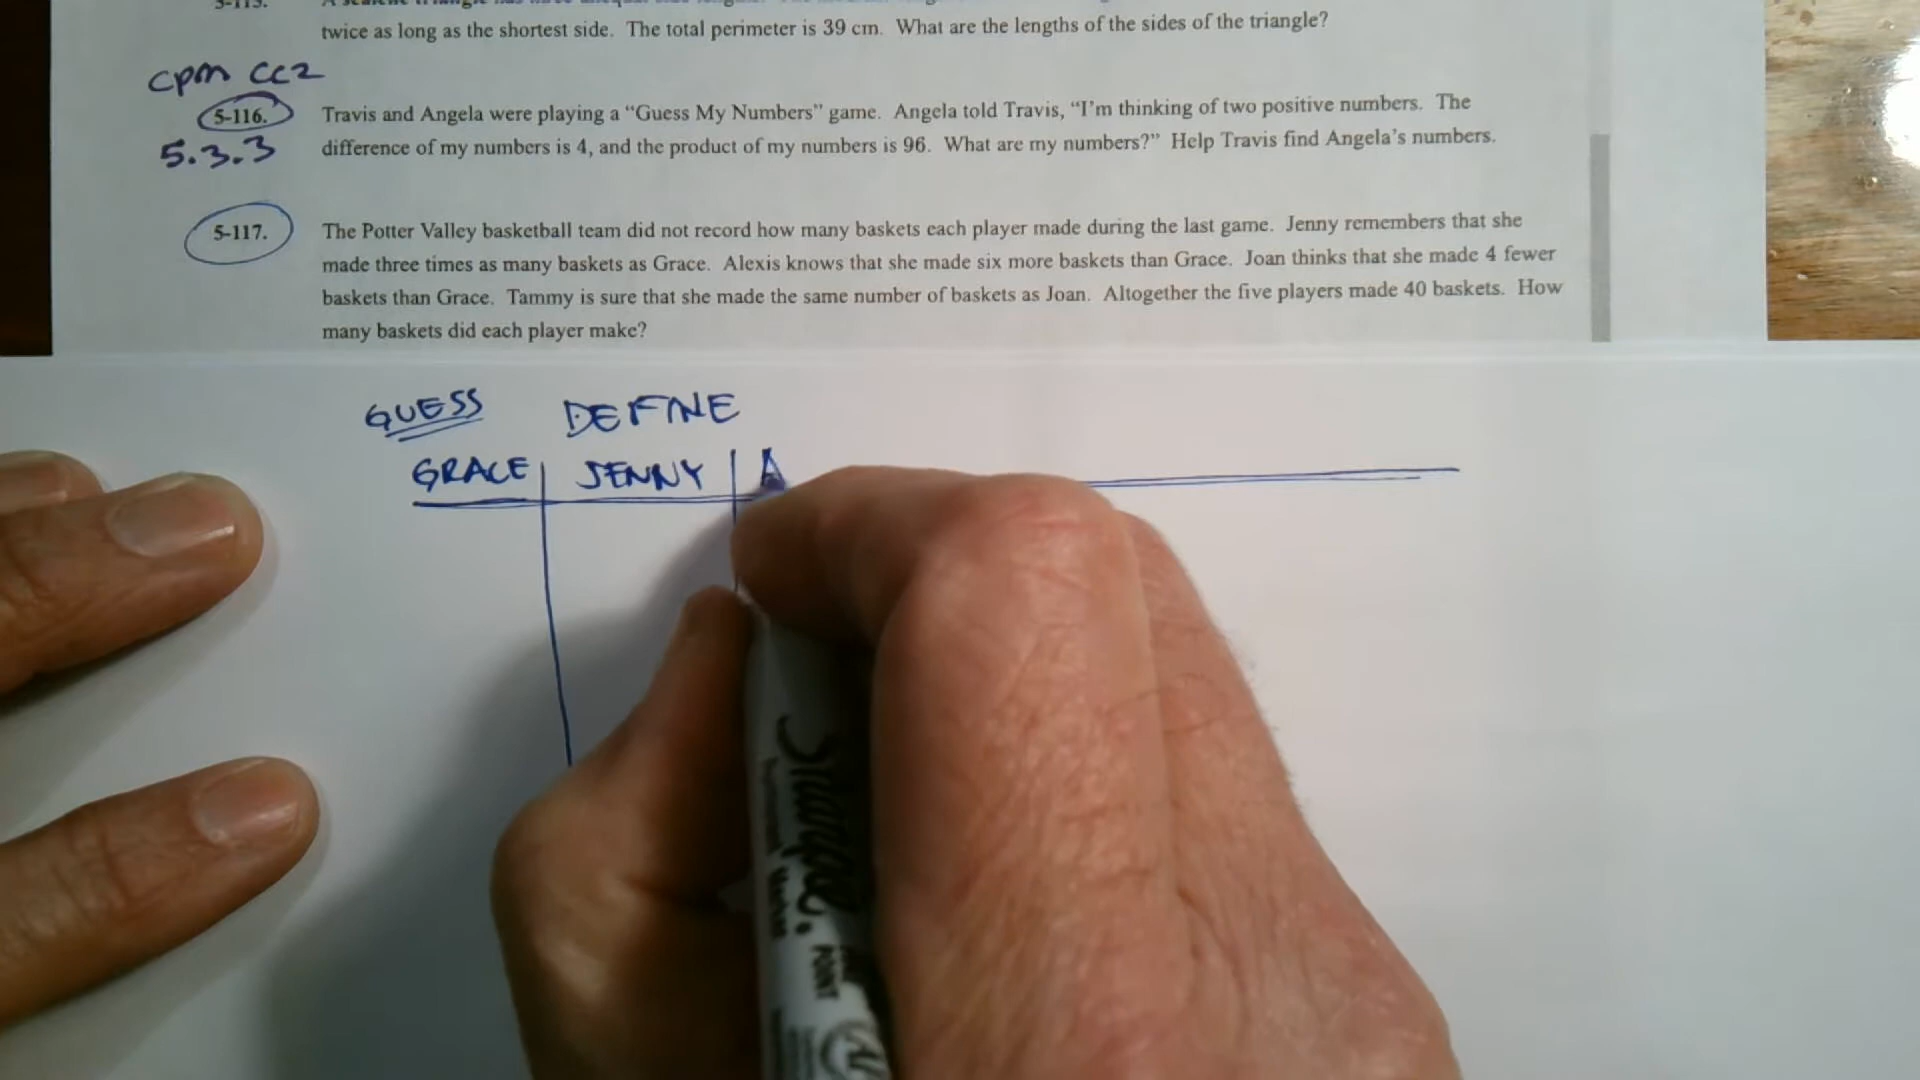 5-115.
twice as long as the shortest side. The total perimeter is 39 cm. What are the lengths of the sides of the triangle?
cpm cc2
5-116. Travis and Angela were playing a “Guess My Numbers” game. Angela told Travis, “I’m thinking of two positive numbers. The
5.3.3 difference of my numbers is 4, and the product of my numbers is 96. What are my numbers?” Help Travis find Angela’s numbers.
5-117. The Potter Valley basketball team did not record how many baskets each player made during the last game. Jenny remembers that she
made three times as many baskets as Grace. Alexis knows that she made six more baskets than Grace. Joan thinks that she made 4 fewer
baskets than Grace. Tammy is sure that she made the same number of baskets as Joan. Altogether the five players made 40 baskets. How
many baskets did each player make?
GUESS DEFINE
GRACE JENNY A
Sharpie.
POINT